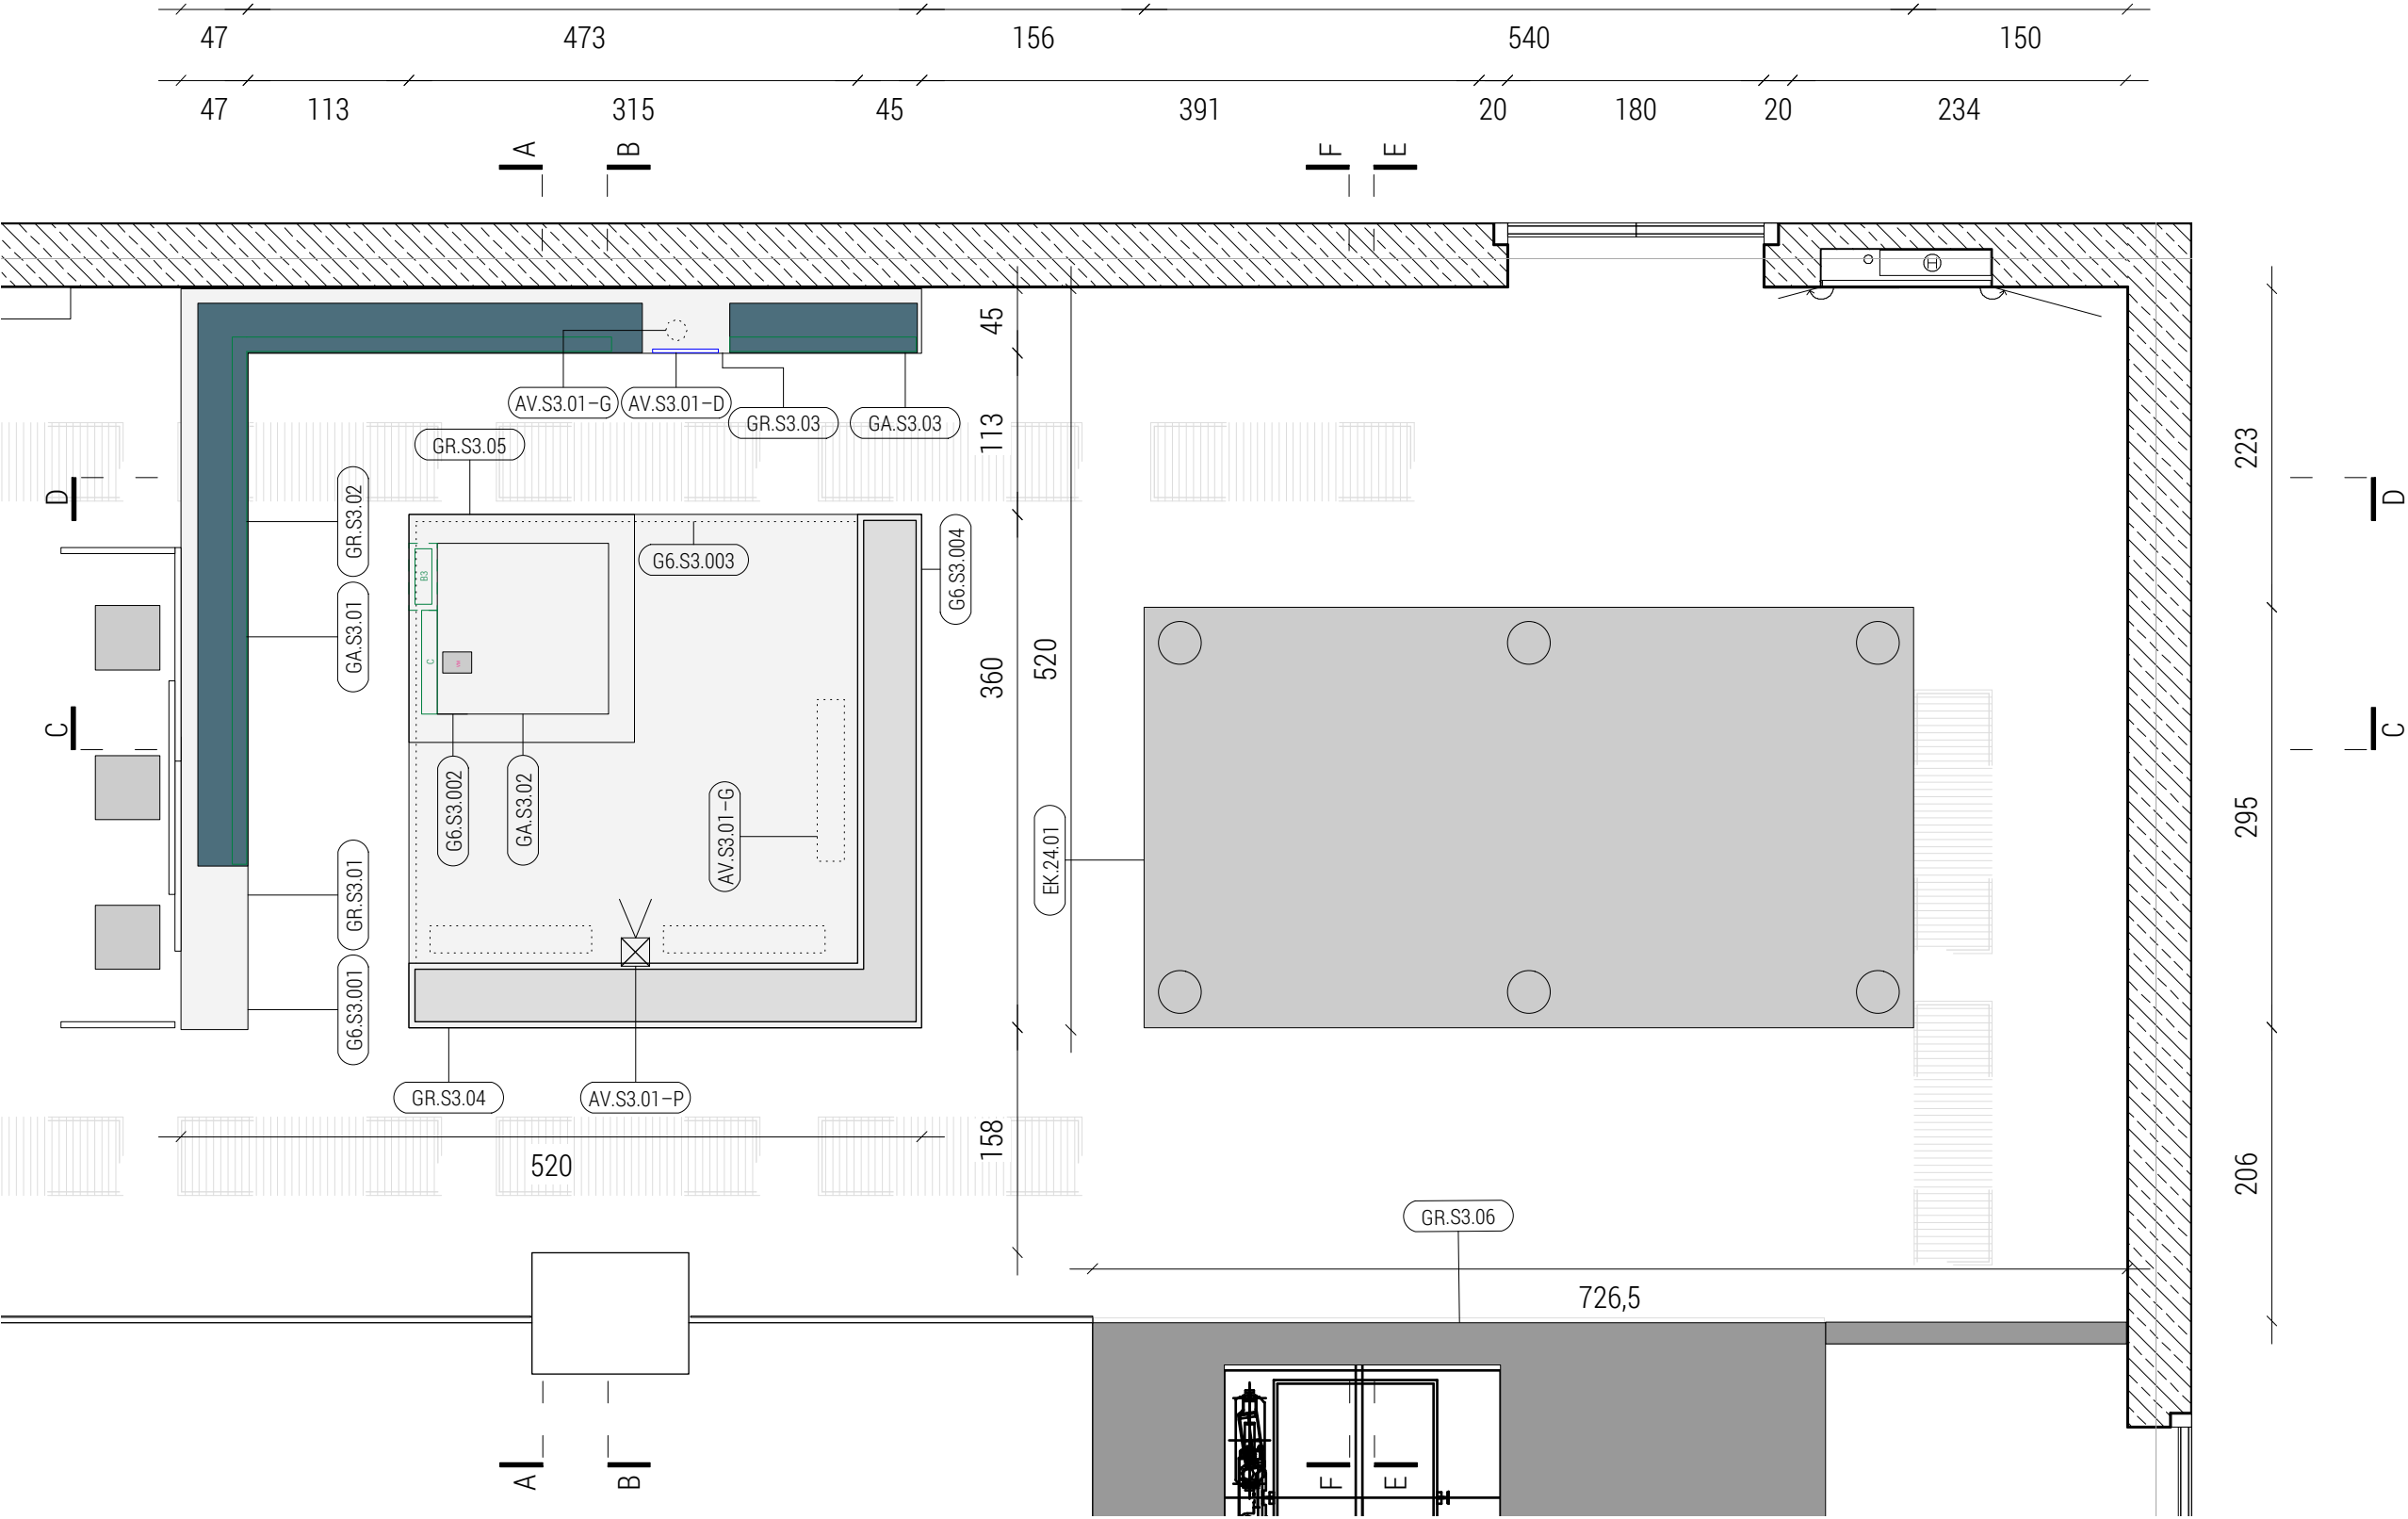 47 473 156 540 150
47 113 315 45 391 20 180 20 234
A B F E
45
AV.S3.01–G AV.S3.01–D
GR.S3.03 GA.S3.03
113
GR.S3.05
223
D
GR.S3.02
D
G6.S3.003
G6.S3.004
B3
GA.S3.01
C
360
520
C
C
G6.S3.002
GA.S3.02
AV.S3.01–G
EK.24.01
295
GR.S3.01
G6.S3.001
GR.S3.04 AV.S3.01–P
158
520
206
GR.S3.06
726,5
A B F E